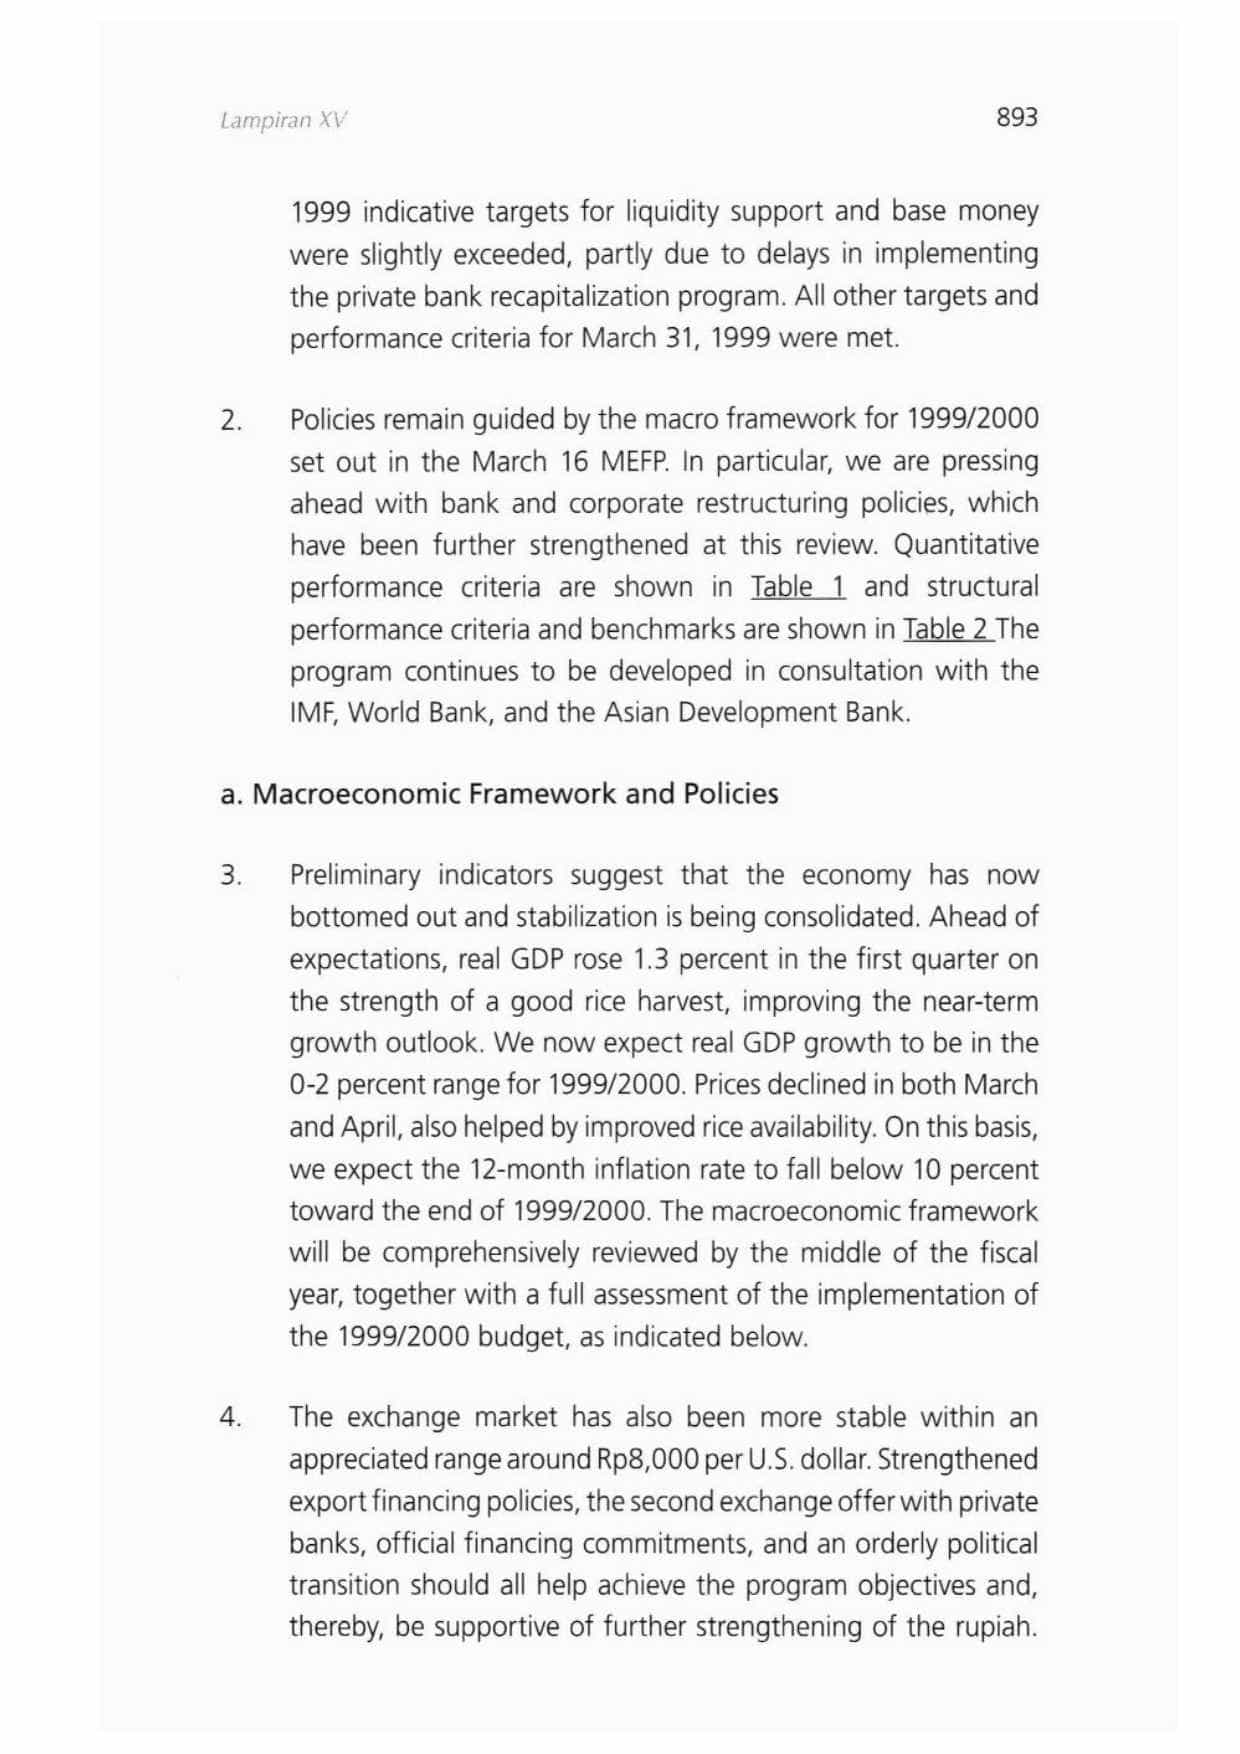 Lampiran XV
893
1999 indicative targets for liquidity support and base money
were slightly exceeded, partly due to delays in implementing
the private bank recapitalization program. All other targets and
performance criteria for March 31, 1999 were met.
2. Policies remain guided by the macro framework for 1999/2000
set out in the March 16 MEFP. In particular, we are pressing
ahead with bank and corporate restructuring policies, which
have been further strengthened at this review. Quantitative
performance criteria are shown in Table 1 and structural
performance criteria and benchmarks are shown in Table 2 The
program continues to be developed in consultation with the
IMF, World Bank, and the Asian Development Bank.
a. Macroeconomic Framework and Policies
3. Preliminary indicators suggest that the economy has now
bottomed out and stabilization is being consolidated. Ahead of
expectations, real GDP rose 1.3 percent in the first quarter on
the strength of a good rice harvest, improving the near-term
growth outlook. We now expect real GDP growth to be in the
0-2 percent range for 1999/2000. Prices declined in both March
and April, also helped by improved rice availability. On this basis,
we expect the 12-month inflation rate to fall below 10 percent
toward the end of 1999/2000. The macroeconomic framework
will be comprehensively reviewed by the middle of the fiscal
year, together with a full assessment of the implementation of
the 1999/2000 budget, as indicated below.
4. The exchange market has also been more stable within an
appreciated range around Rp8,000 per U.S. dollar. Strengthened
export financing policies, the second exchange offer with private
banks, official financing commitments, and an orderly political
transition should all help achieve the program objectives and,
thereby, be supportive of further strengthening of the rupiah.